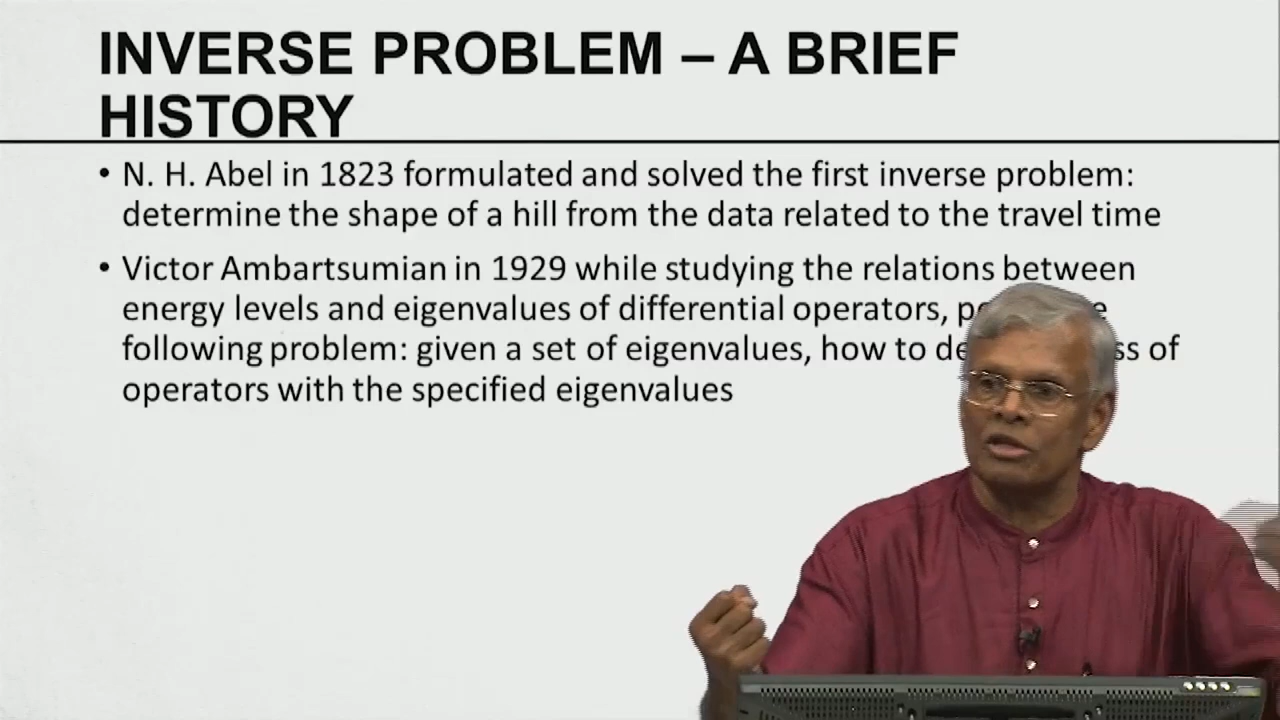 INVERSE PROBLEM – A BRIEF
HISTORY
• N. H. Abel in 1823 formulated and solved the first inverse problem:
determine the shape of a hill from the data related to the travel time
• Victor Ambartsumian in 1929 while studying the relations between
energy levels and eigenvalues of differential operators,
following problem: given a set of eigenvalues, how to of
operators with the specified eigenvalues